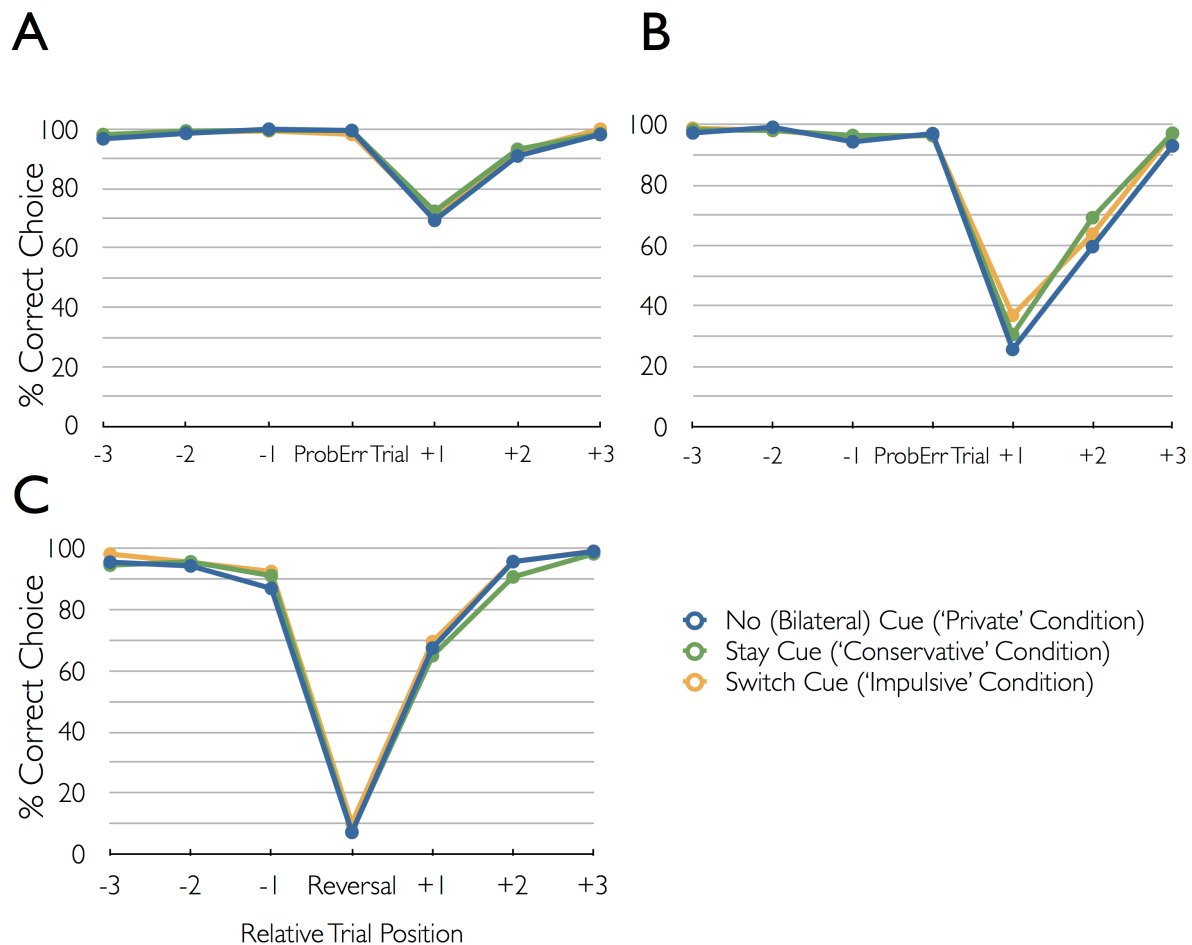 A
% Correct Choice
100
80
60
40
20
0
-3 -2 -1 ProbErr Trial +1 +2 +3
B
100
80
60
40
20
0
-3 -2 -1 ProbErr Trial +1 +2 +3
C
% Correct Choice
100
80
60
40
20
0
-3 -2 -1 Reversal +1 +2 +3
Relative Trial Position
No (Bilateral) Cue (‘Private’ Condition)
Stay Cue (‘Conservative’ Condition)
Switch Cue (‘Impulsive’ Condition)